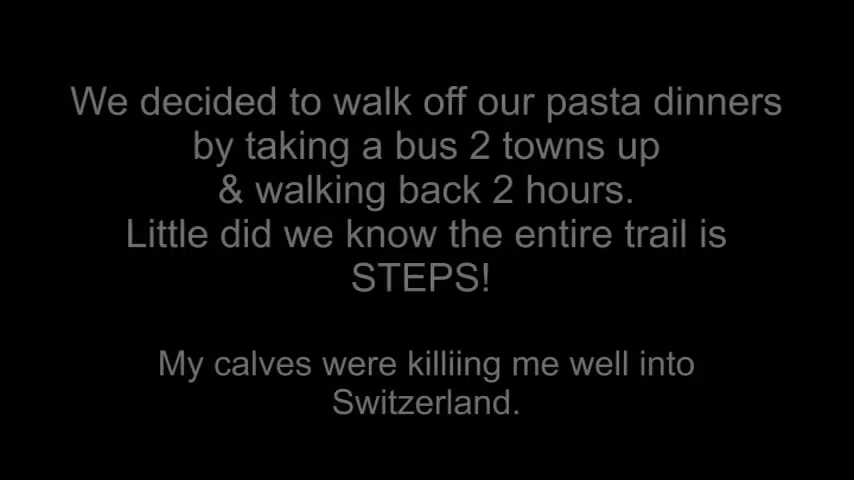 We decided to walk off our pasta dinners
by taking a bus 2 towns up
& walking back 2 hours.
Little did we know the entire trail is
STEPS!
My calves were killiing me well into
Switzerland.